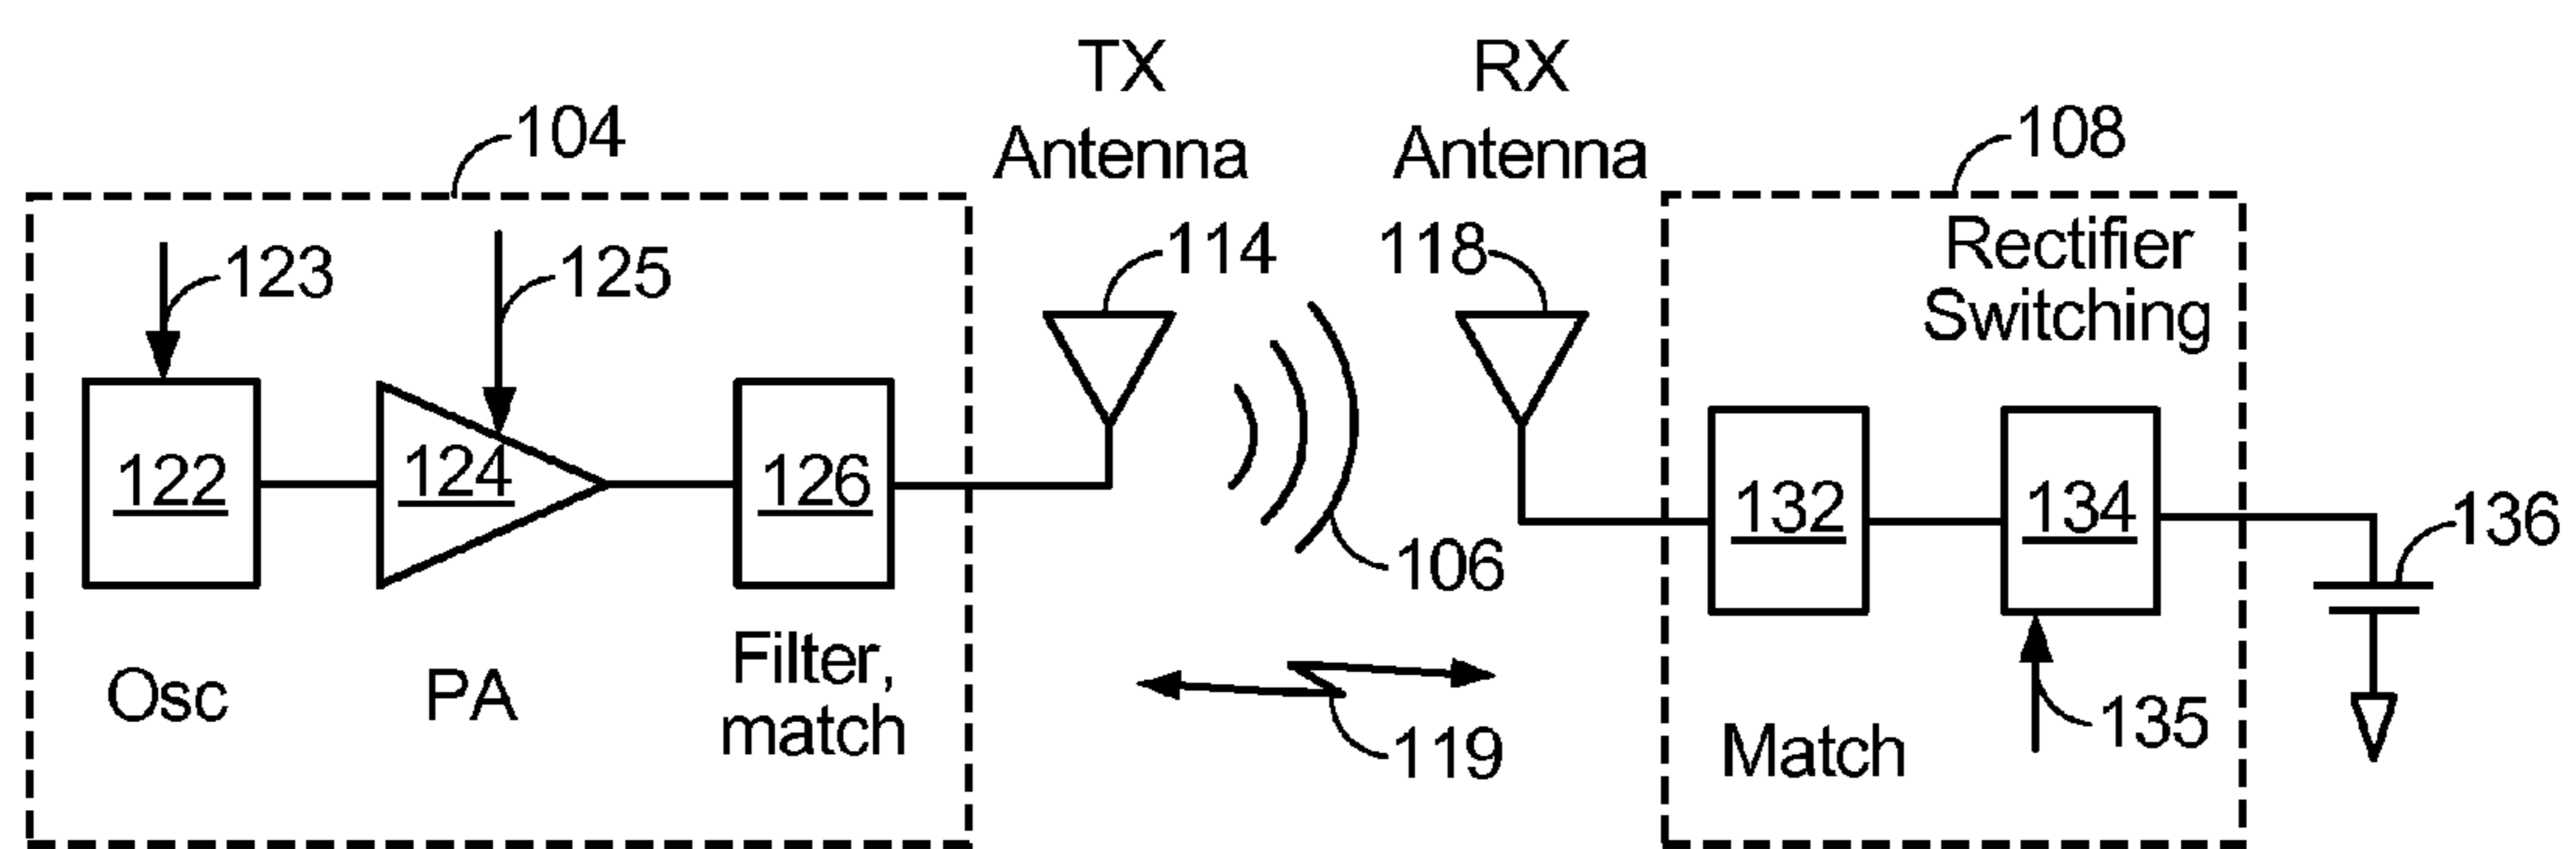 TX
Antenna
RX
Antenna
104
108
123
125
114
118
Rectifier
Switching
122
124
126
132
134
136
106
Osc
PA
Filter,
match
119
Match
135